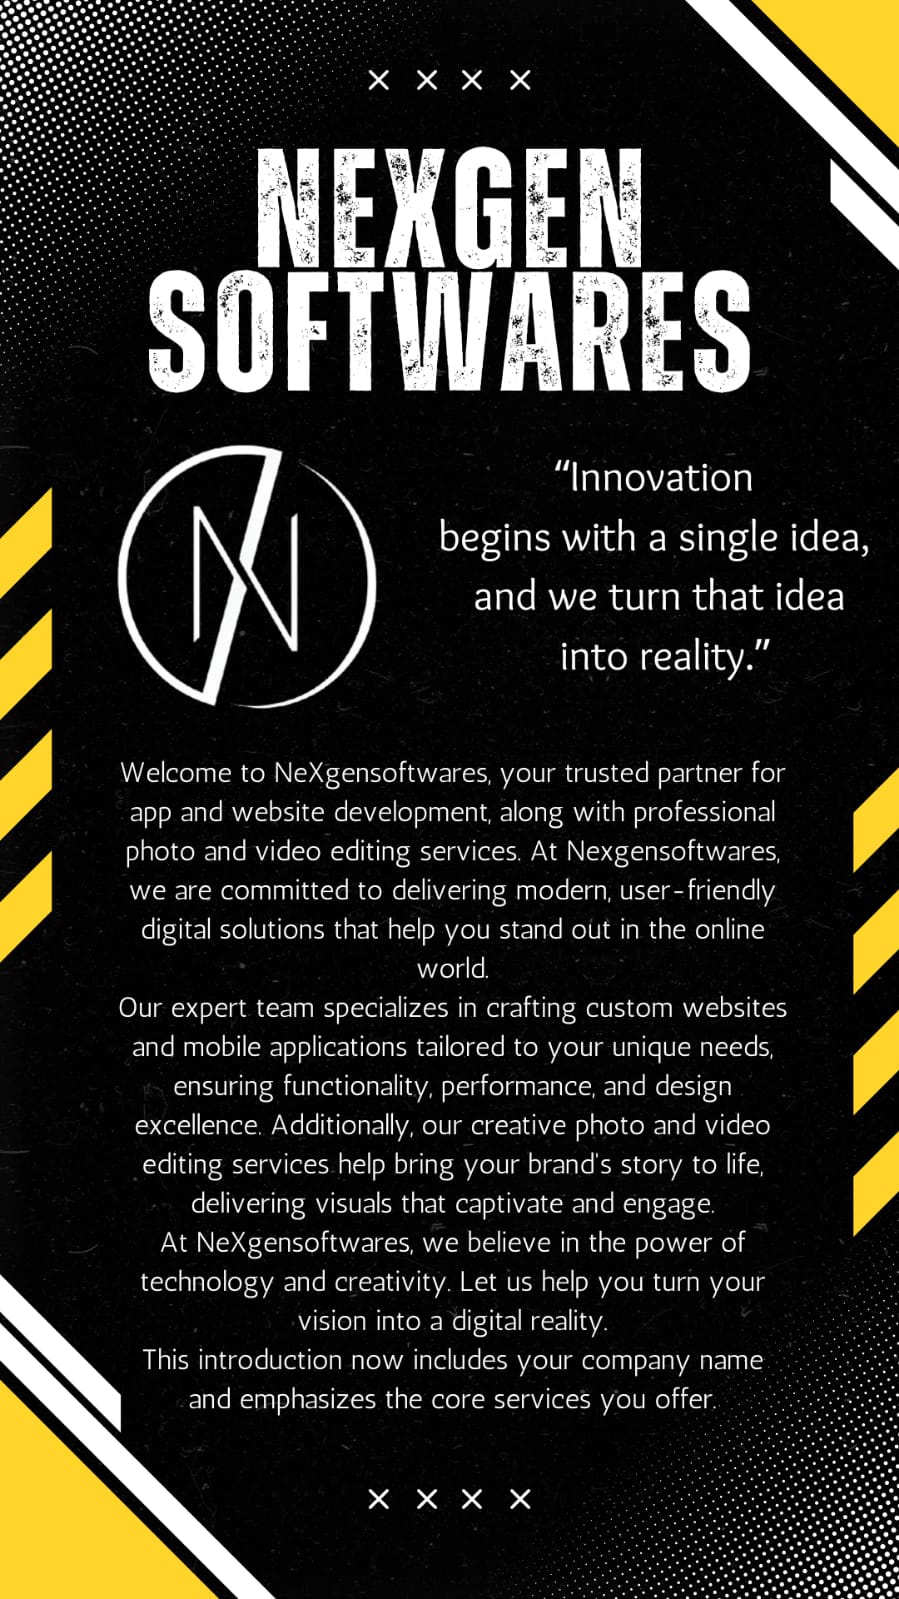 × × × ×
NEXGEN
SOFTWARES
N
“Innovation
begins with a single idea,
and we turn that idea
into reality.”
Welcome to NeXgensoftwares, your trusted partner for
app and website development, along with professional
photo and video editing services. At Nexgensoftwares,
we are committed to delivering modern, user-friendly
digital solutions that help you stand out in the online
world.
Our expert team specializes in crafting custom websites
and mobile applications tailored to your unique needs,
ensuring functionality, performance, and design
excellence. Additionally, our creative photo and video
editing services help bring your brand's story to life,
delivering visuals that captivate and engage.
At NeXgensoftwares, we believe in the power of
technology and creativity. Let us help you turn your
vision into a digital reality.
This introduction now includes your company name
and emphasizes the core services you offer.
× × × ×